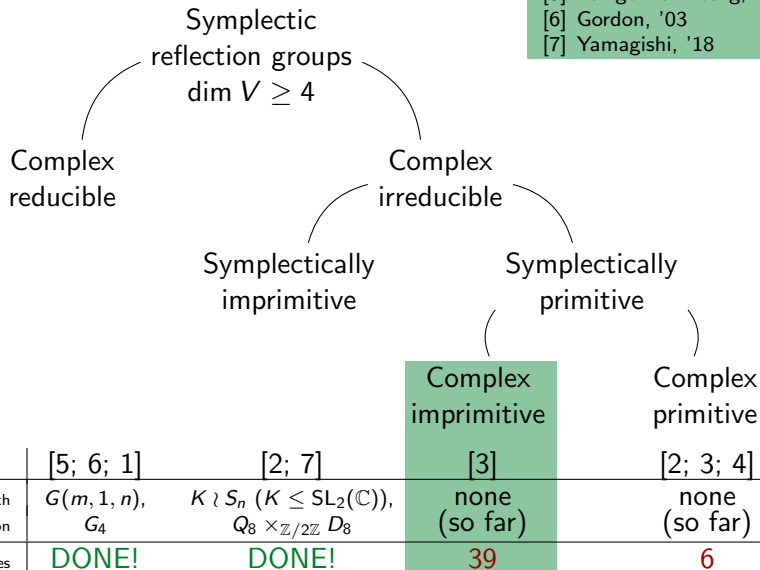 Symplectic
reflection groups
dim V ≥ 4
[6] Gordon, '03
[7] Yamagishi, '18
Complex
reducible
Complex
irreducible
Symplectically
imprimitive
Symplectically
primitive
Complex
imprimitive
Complex
primitive
[5; 6; 1] [2; 7] [3] [2; 3; 4]
G(m, 1, n), K ≀ S_n (K ≤ SL₂(ℂ)), none none
G₄ Q₈ ×_{ℤ/2ℤ} D₈ (so far) (so far)
DONE! DONE! 39 6